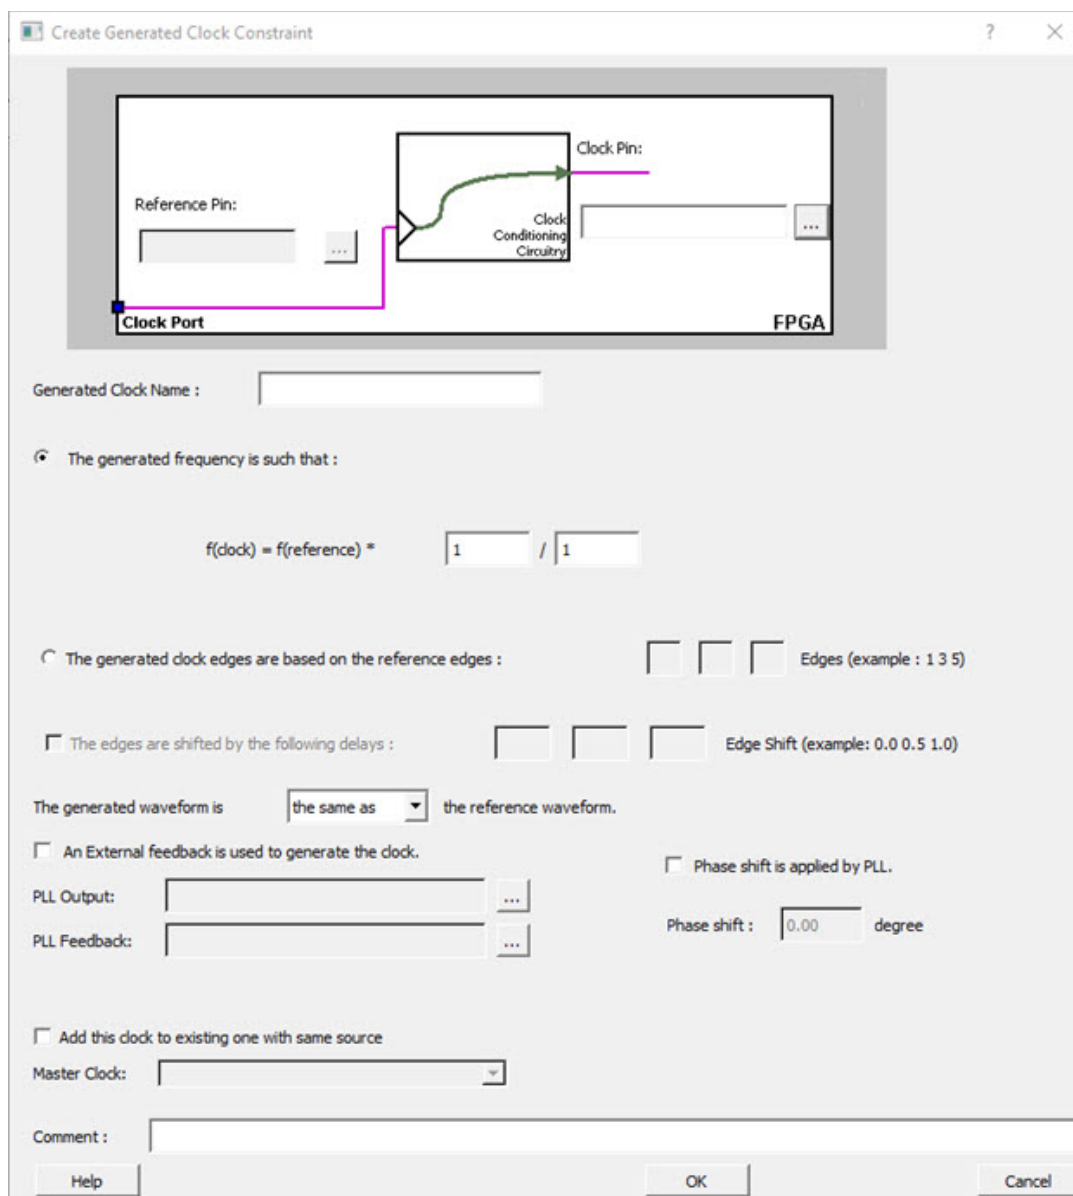 Create Generated Clock Constraint ?
Clock Pin:
Reference Pin:
...
Clock
Conditioning
Circuitry
...
Clock Port
FPGA
Generated Clock Name :
The generated frequency is such that :
f(clock) = f(reference) * 1 / 1
The generated clock edges are based on the reference edges : Edges (example : 1 3 5)
The edges are shifted by the following delays : Edge Shift (example: 0.0 0.5 1.0)
The generated waveform is the same as the reference waveform.
An External feedback is used to generate the clock.
Phase shift is applied by PLL.
PLL Output: ...
Phase shift : 0.00 degree
PLL Feedback: ...
Add this clock to existing one with same source
Master Clock:
Comment :
Help OK Cancel